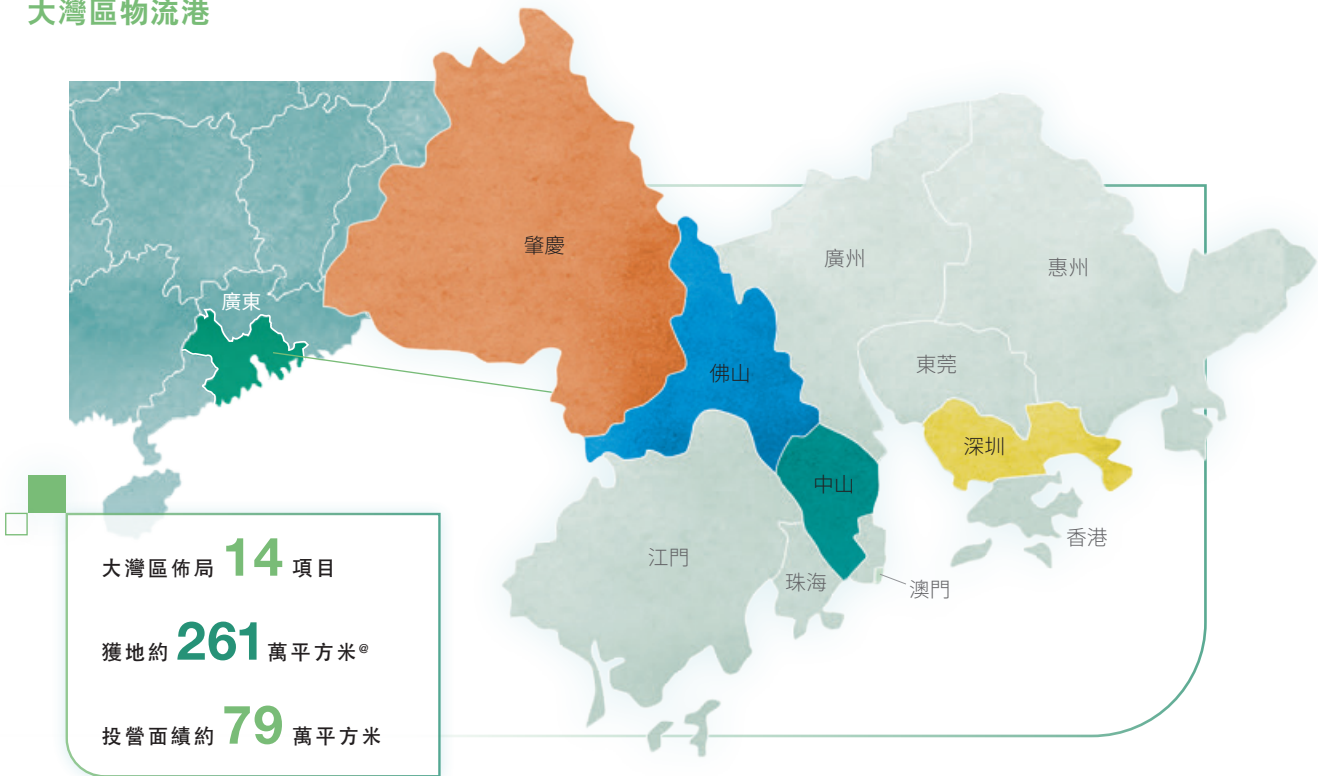 大灣區物流港
肇慶
廣州
惠州
廣東
東莞
佛山
深圳
中山
香港
江門
珠海
澳門
大灣區佈局 14 項目
獲地約 261 萬平方米@
投營面績約 79 萬平方米